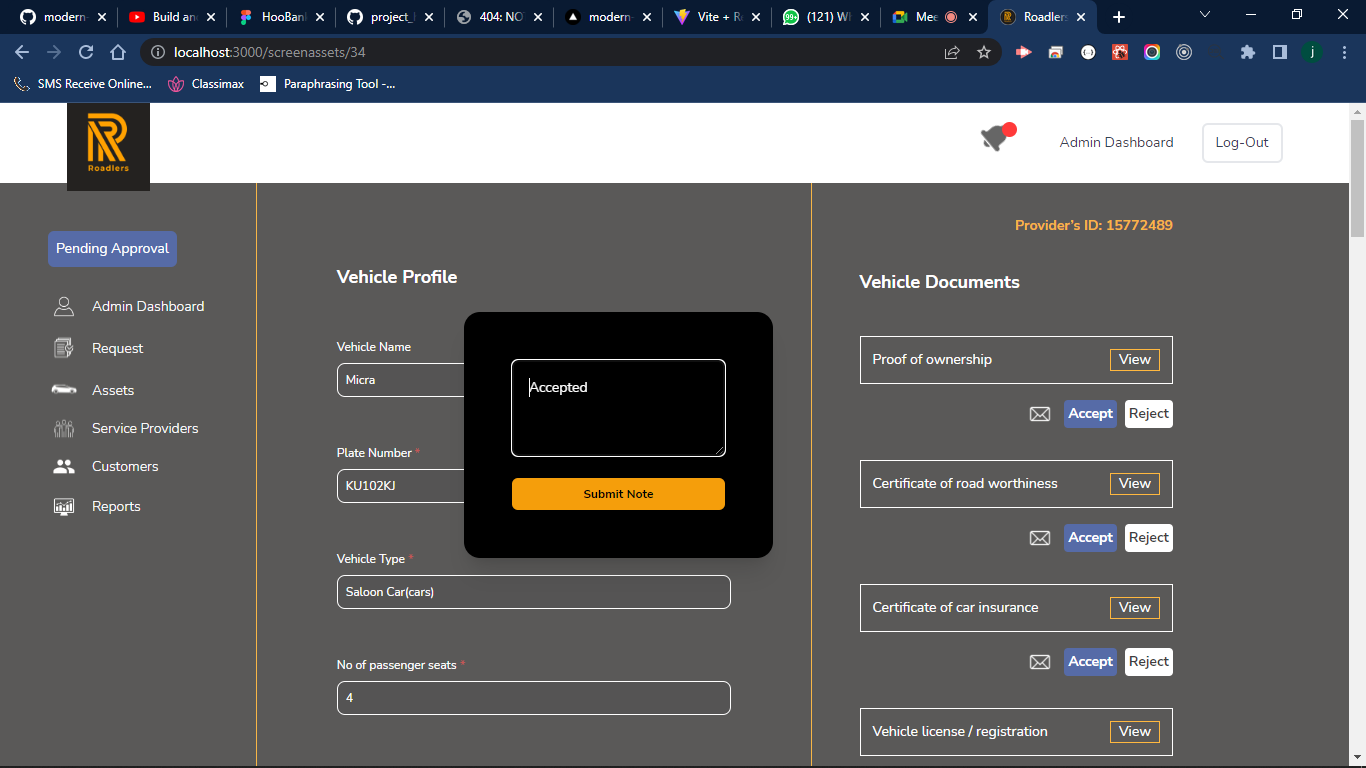 modern- Build an HooBank project_l 404: NO modern- Vite + R (121) W Mee Roadlers
localhost:3000/screenassets/34
SMS Receive Online... Classimax Paraphrasing Tool -...
Roadlers
Admin Dashboard Log-Out
Pending Approval
Admin Dashboard
Request
Assets
Service Providers
Customers
Reports
Vehicle Profile
Vehicle Name
Micra
Plate Number *
KU102KJ
Vehicle Type *
Saloon Car(cars)
No of passenger seats *
4
Accepted
Submit Note
Provider's ID: 15772489
Vehicle Documents
Proof of ownership View
Accept Reject
Certificate of road worthiness View
Accept Reject
Certificate of car insurance View
Accept Reject
Vehicle license / registration View